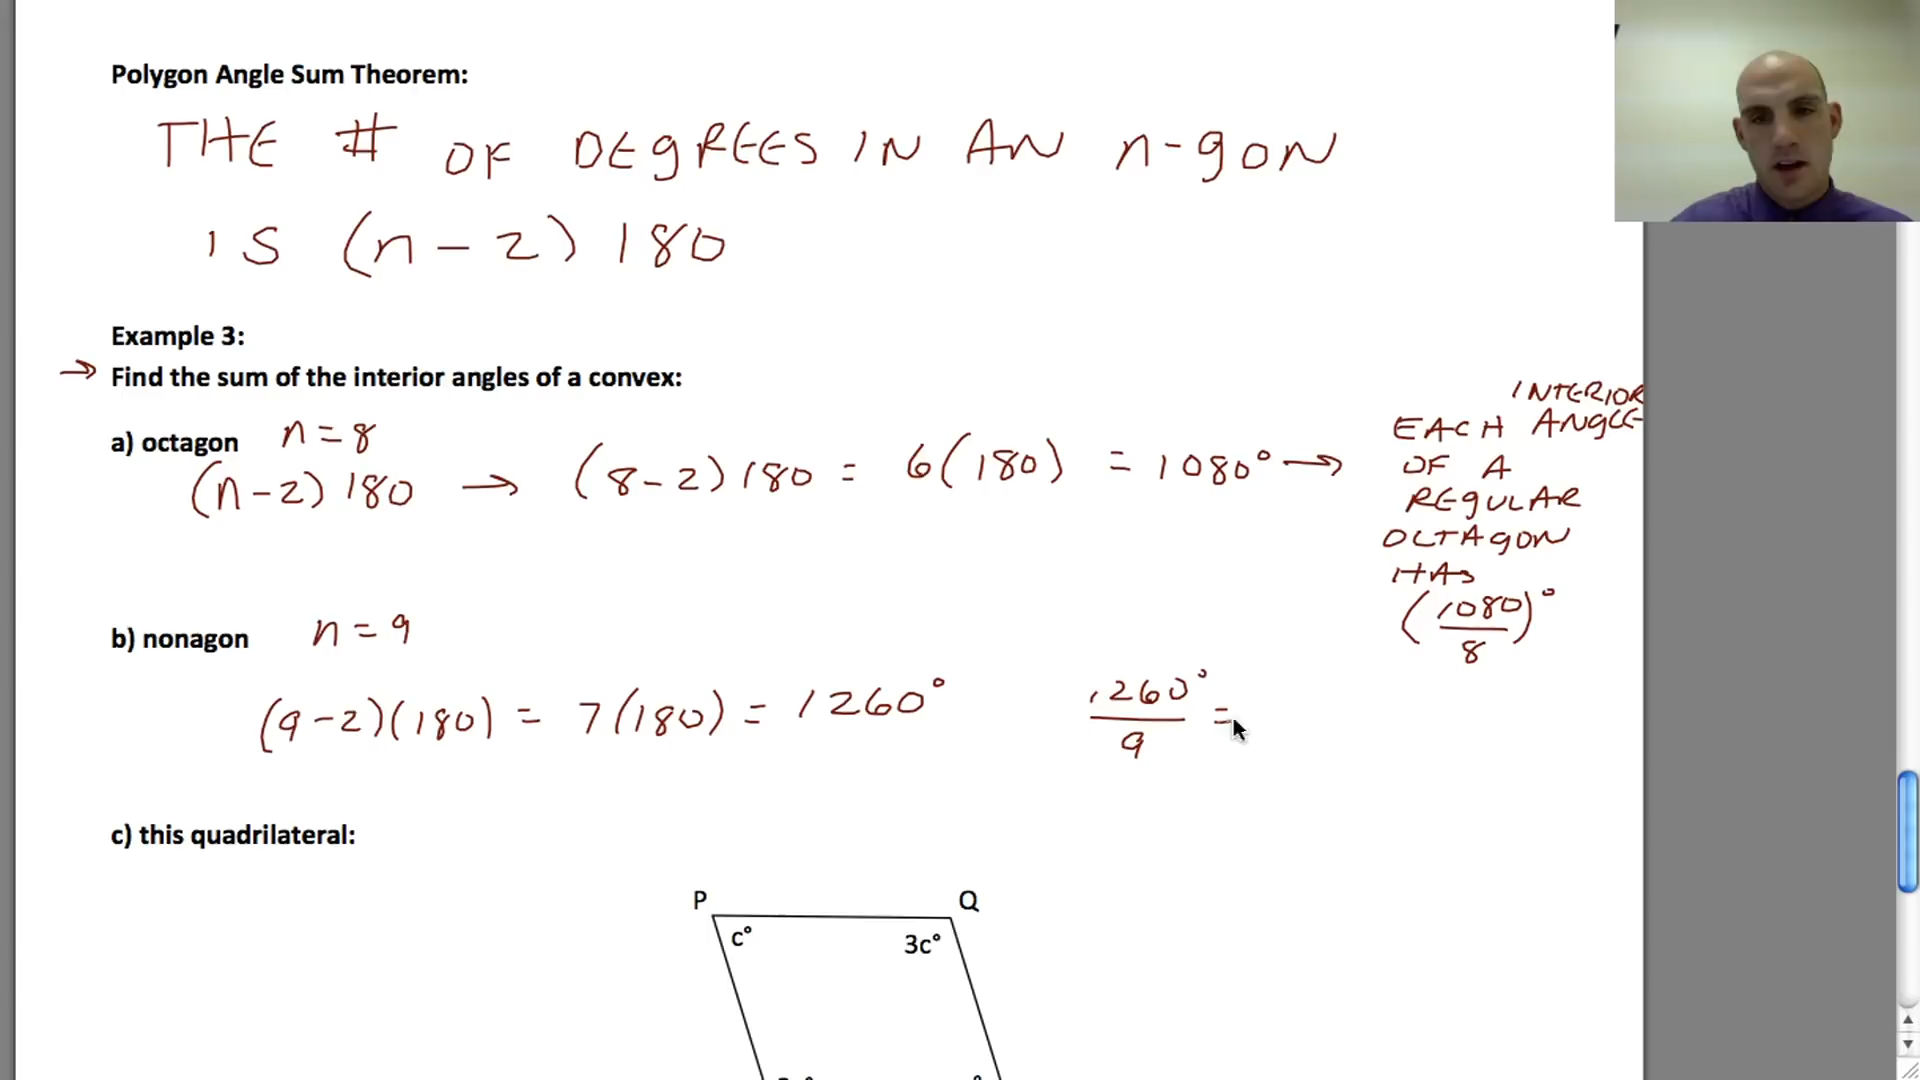 Polygon Angle Sum Theorem:
THE # OF DEGREES IN AN n-gon
IS (n-2) 180
Example 3:
→ Find the sum of the interior angles of a convex:
a) octagon n=8
(n-2) 180 → (8-2) 180 = 6(180) = 1080° →
INTERIOR
EACH ANGLE
OF A
REGULAR
OCTAGON
HAS
(1080/8)°
b) nonagon n=9
(9-2)(180) = 7(180) = 1260° 1260°/9 =
c) this quadrilateral:
P Q
c° 3c°